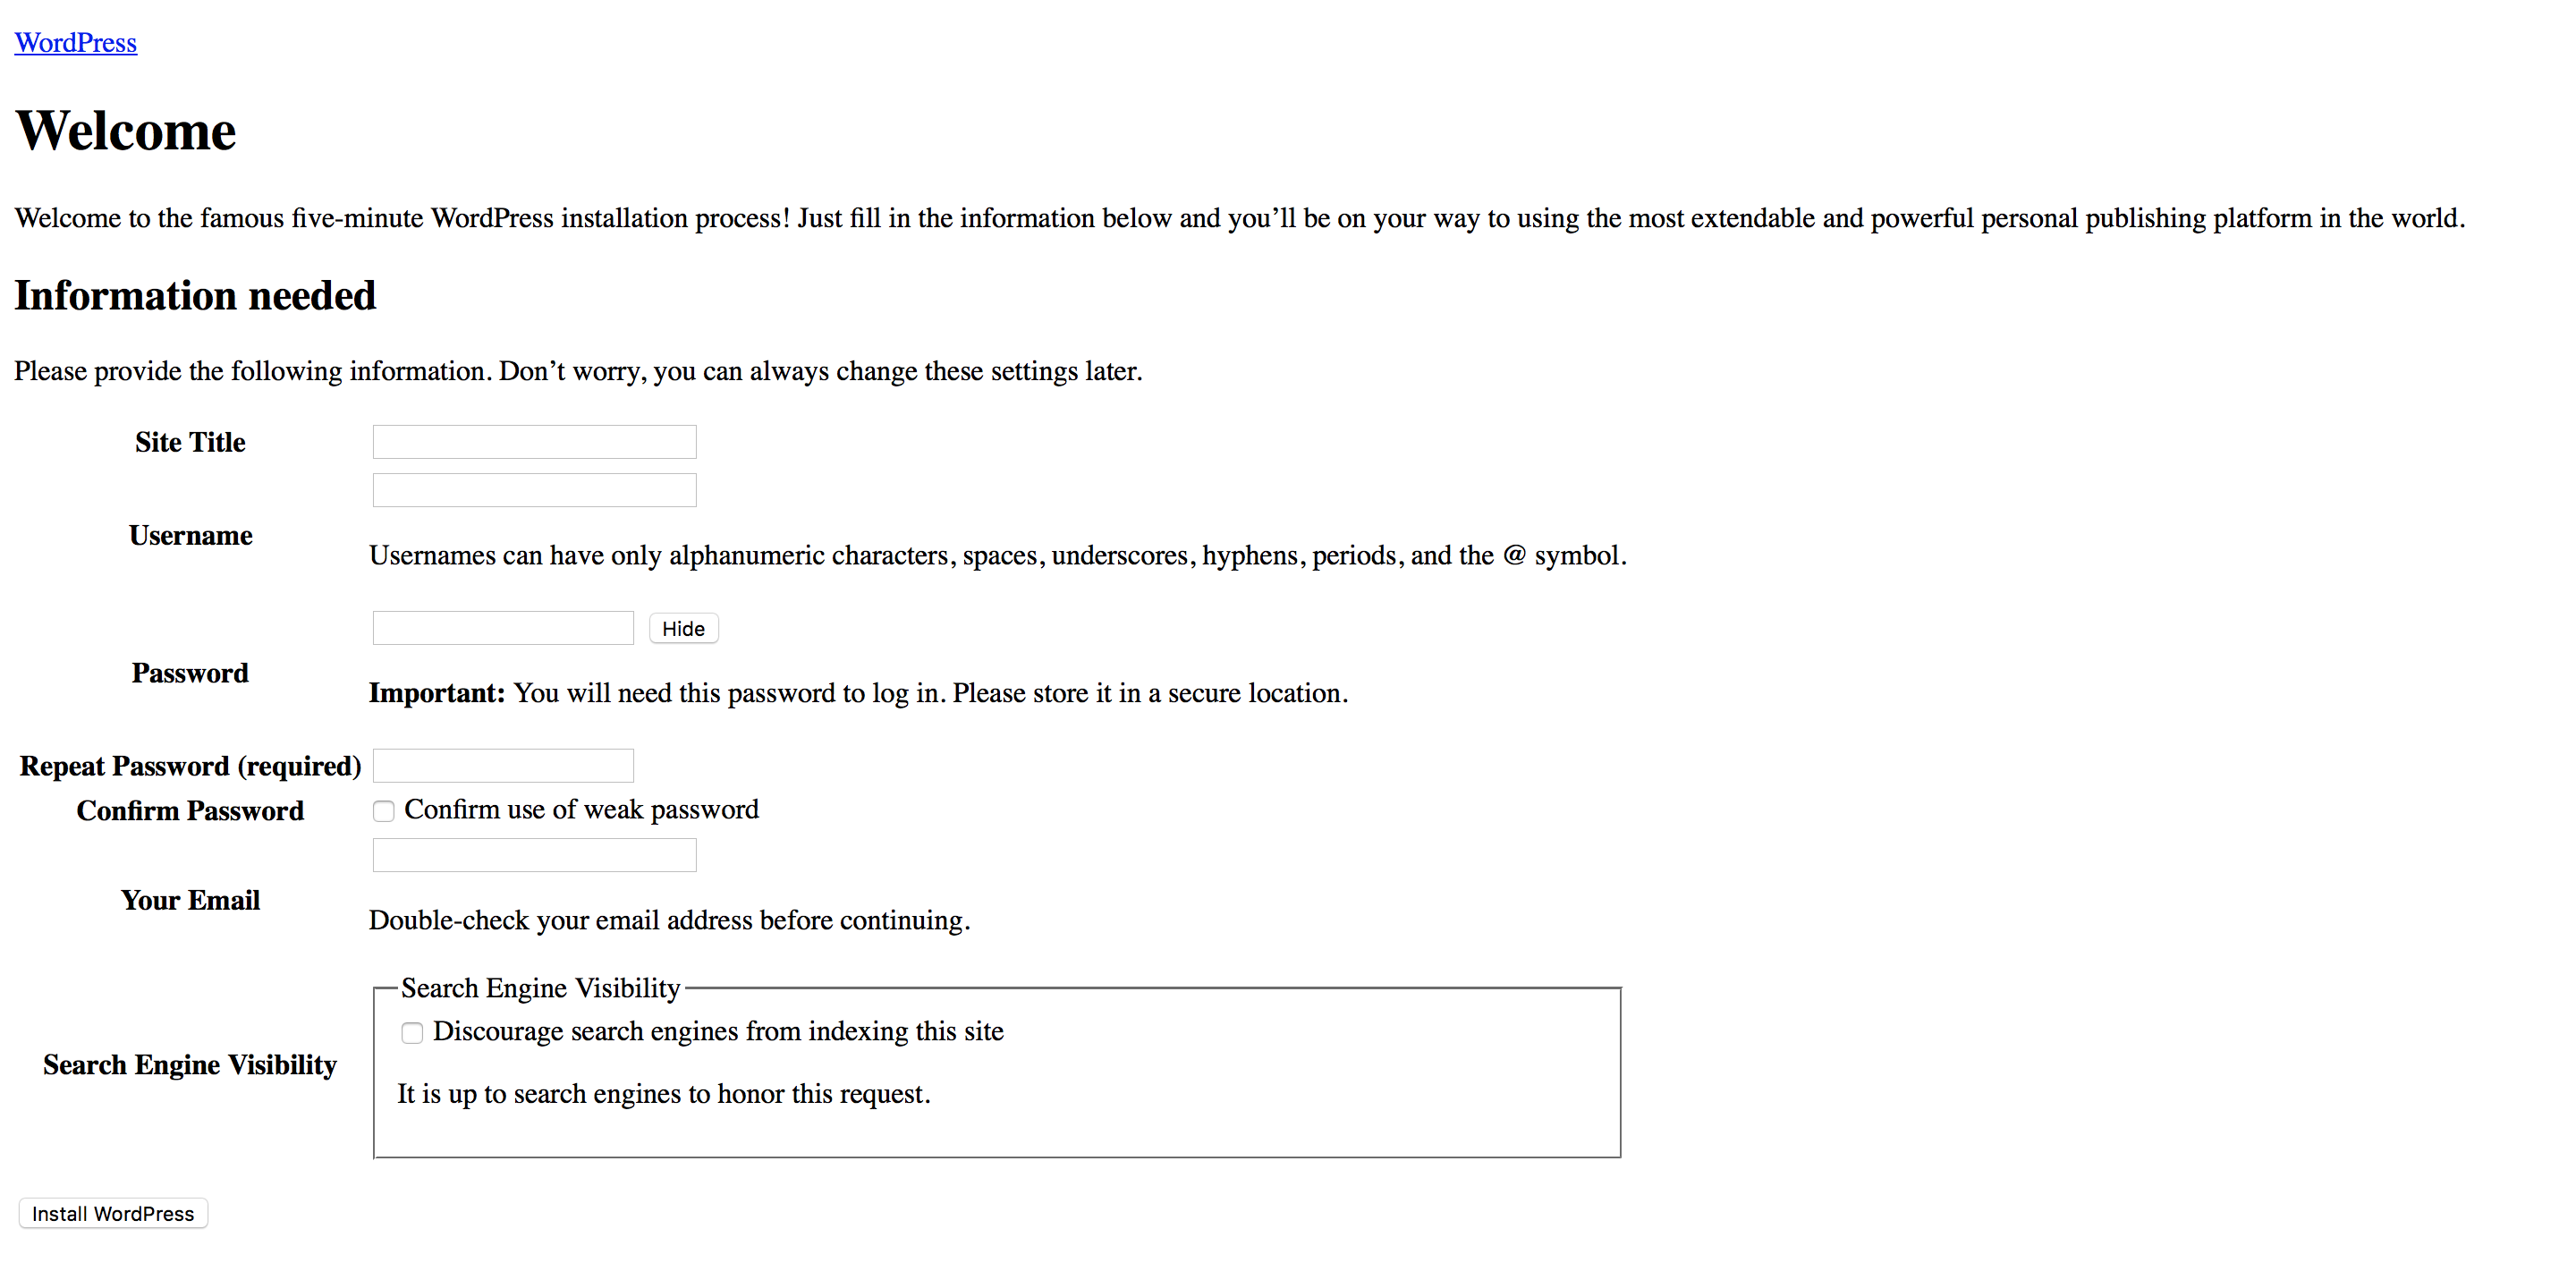 WordPress
Welcome
Welcome to the famous five-minute WordPress installation process! Just fill in the information below and you’ll be on your way to using the most extendable and powerful personal publishing platform in the world.
Information needed
Please provide the following information. Don’t worry, you can always change these settings later.
Site Title
Username
Usernames can have only alphanumeric characters, spaces, underscores, hyphens, periods, and the @ symbol.
Hide
Password
Important: You will need this password to log in. Please store it in a secure location.
Repeat Password (required)
Confirm Password Confirm use of weak password
Your Email
Double-check your email address before continuing.
Search Engine Visibility
Discourage search engines from indexing this site
Search Engine Visibility
It is up to search engines to honor this request.
Install WordPress